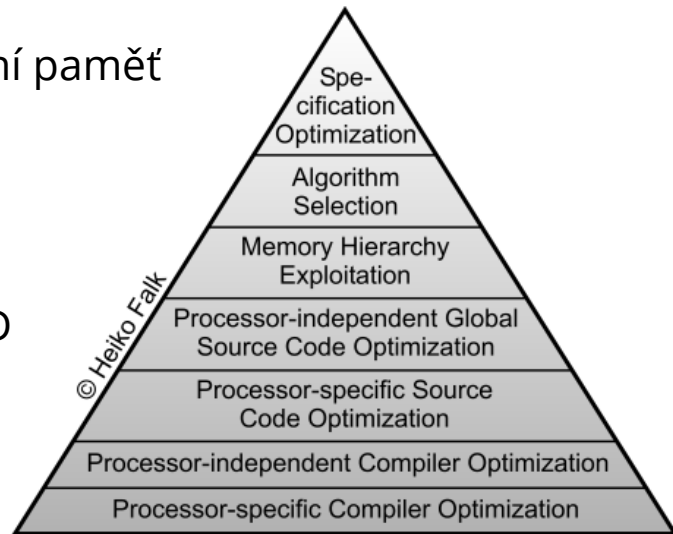 ní paměť
Spe-
cification
Optimization
Algorithm
Selection
Memory Hierarchy
Exploitation
© Heiko Falk
Processor-independent Global
Source Code Optimization
Processor-specific Source
Code Optimization
Processor-independent Compiler Optimization
Processor-specific Compiler Optimization